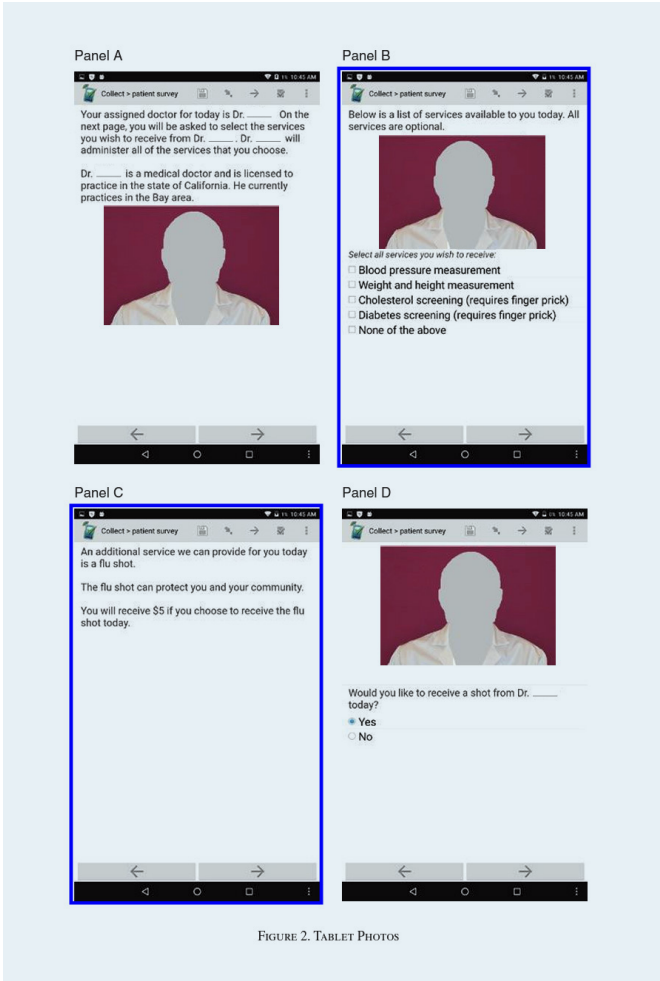 Panel A
10:45 AM
Collect > patient survey
Your assigned doctor for today is Dr. _____ On the
next page, you will be asked to select the services
you wish to receive from Dr. _____. Dr. _____ will
administer all of the services that you choose.
Dr. _____ is a medical doctor and is licensed to
practice in the state of California. He currently
practices in the Bay area.
Panel B
10:45 AM
Collect > patient survey
Below is a list of services available to you today. All
services are optional.
Select all services you wish to receive:
Blood pressure measurement
Weight and height measurement
Cholesterol screening (requires finger prick)
Diabetes screening (requires finger prick)
None of the above
Panel C
10:45 AM
Collect > patient survey
An additional service we can provide for you today
is a flu shot.
The flu shot can protect you and your community.
You will receive $5 if you choose to receive the flu
shot today.
Panel D
10:45 AM
Collect > patient survey
Would you like to receive a shot from Dr. _____
today?
Yes
No
FIGURE 2. TABLET PHOTOS